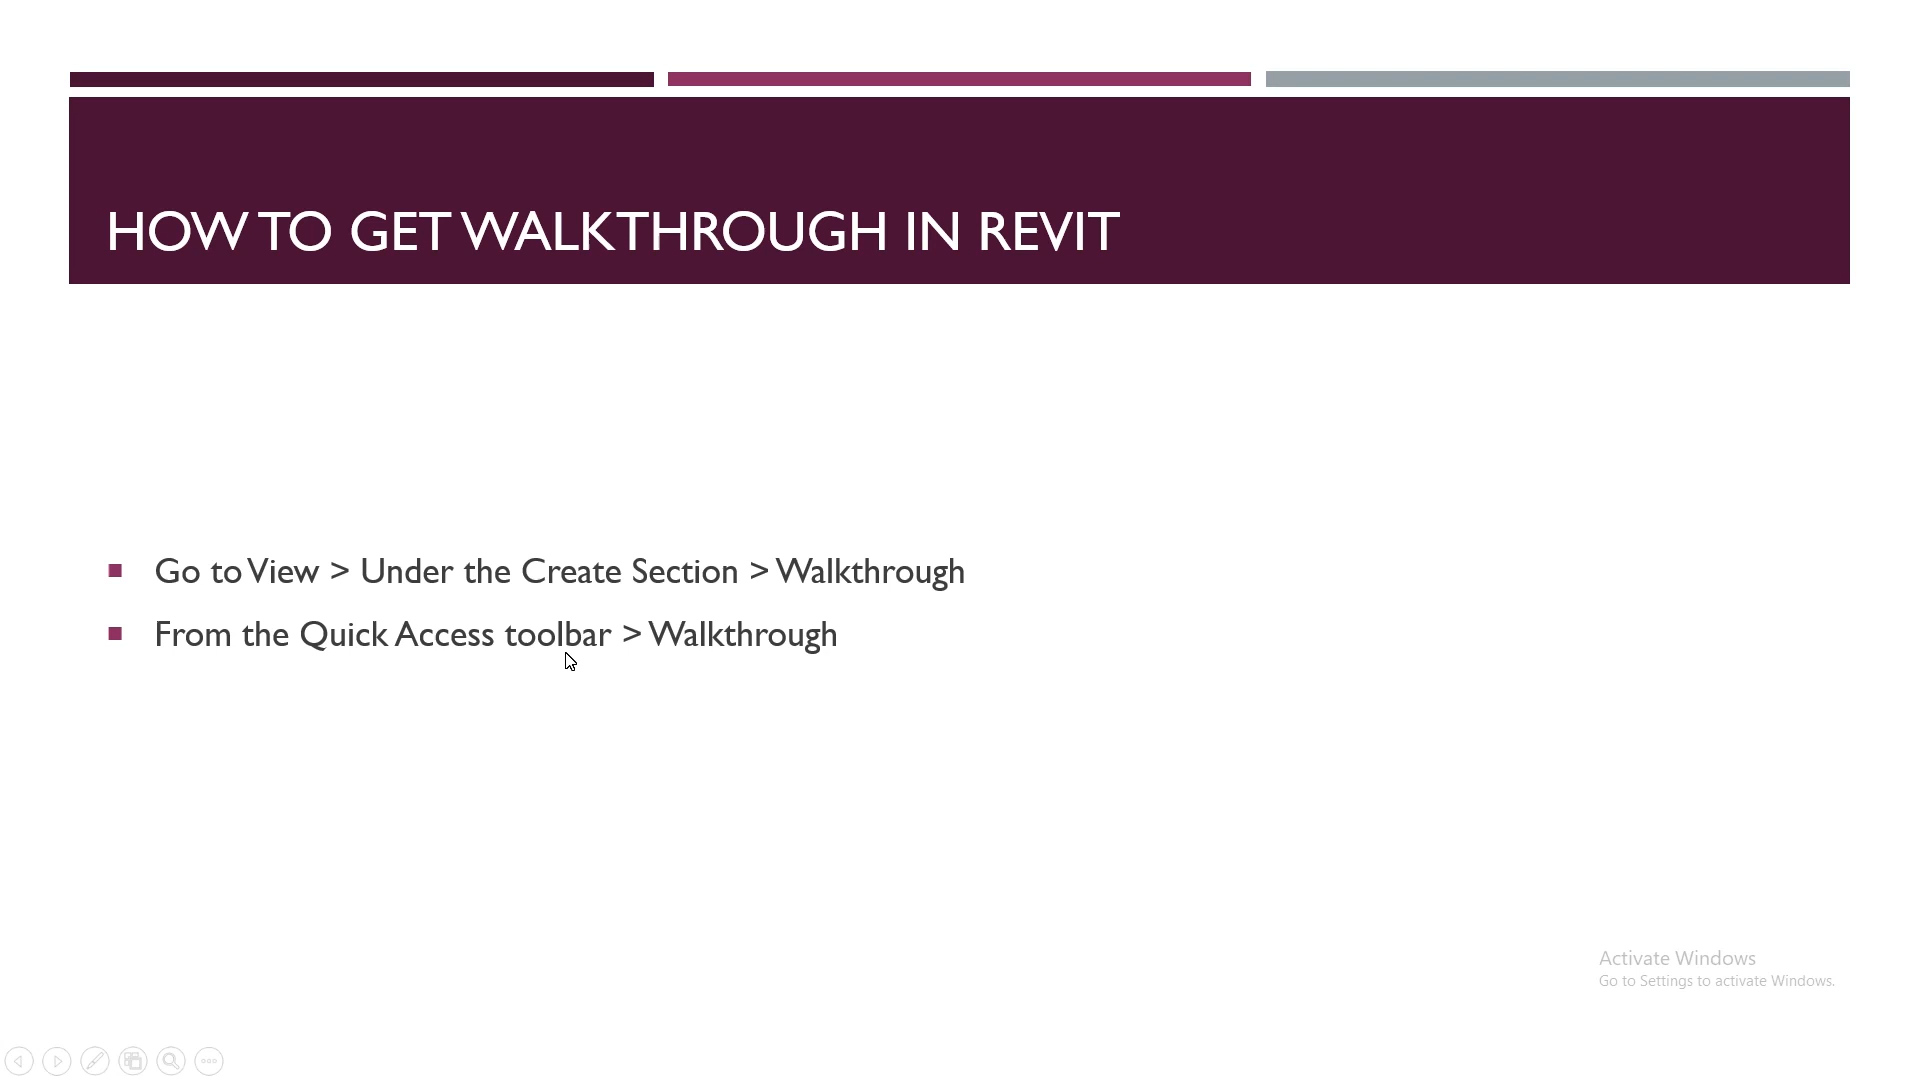 HOW TO GET WALKTHROUGH IN REVIT
Go to View > Under the Create Section > Walkthrough
From the Quick Access toolbar > Walkthrough
Activate Windows
Go to Settings to activate Windows.